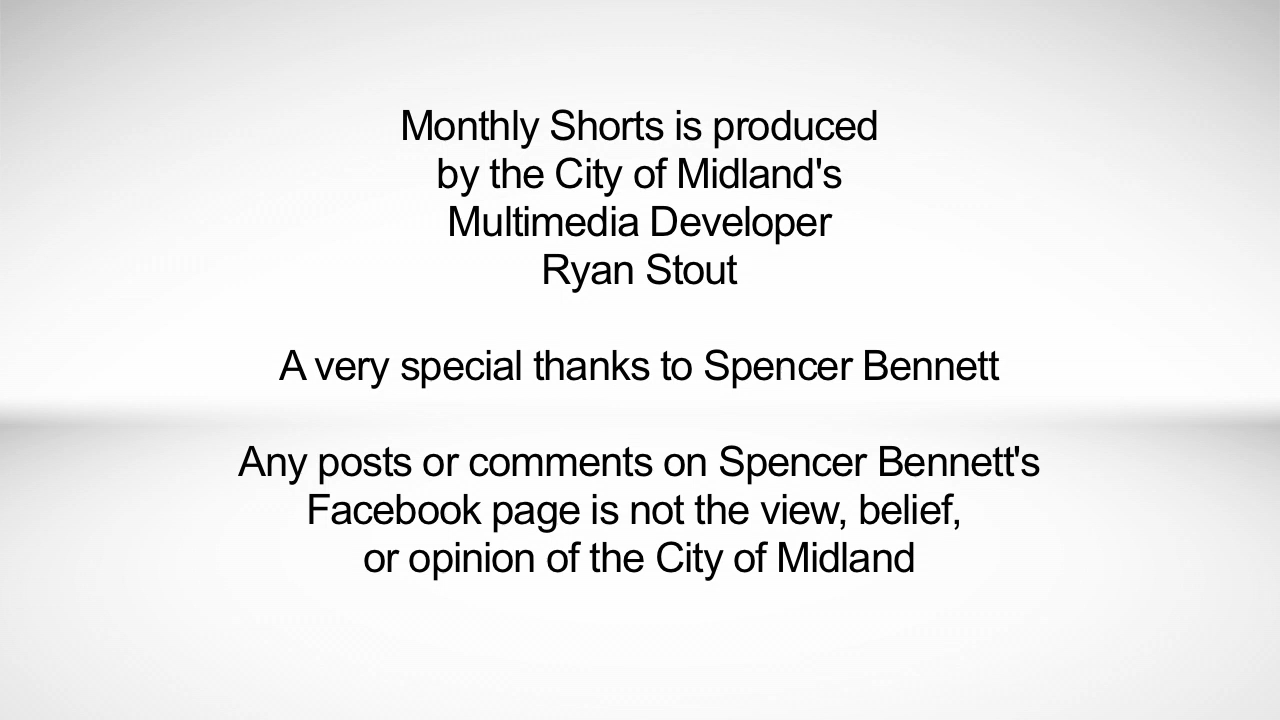 Monthly Shorts is produced
by the City of Midland's
Multimedia Developer
Ryan Stout
A very special thanks to Spencer Bennett
Any posts or comments on Spencer Bennett's
Facebook page is not the view, belief,
or opinion of the City of Midland